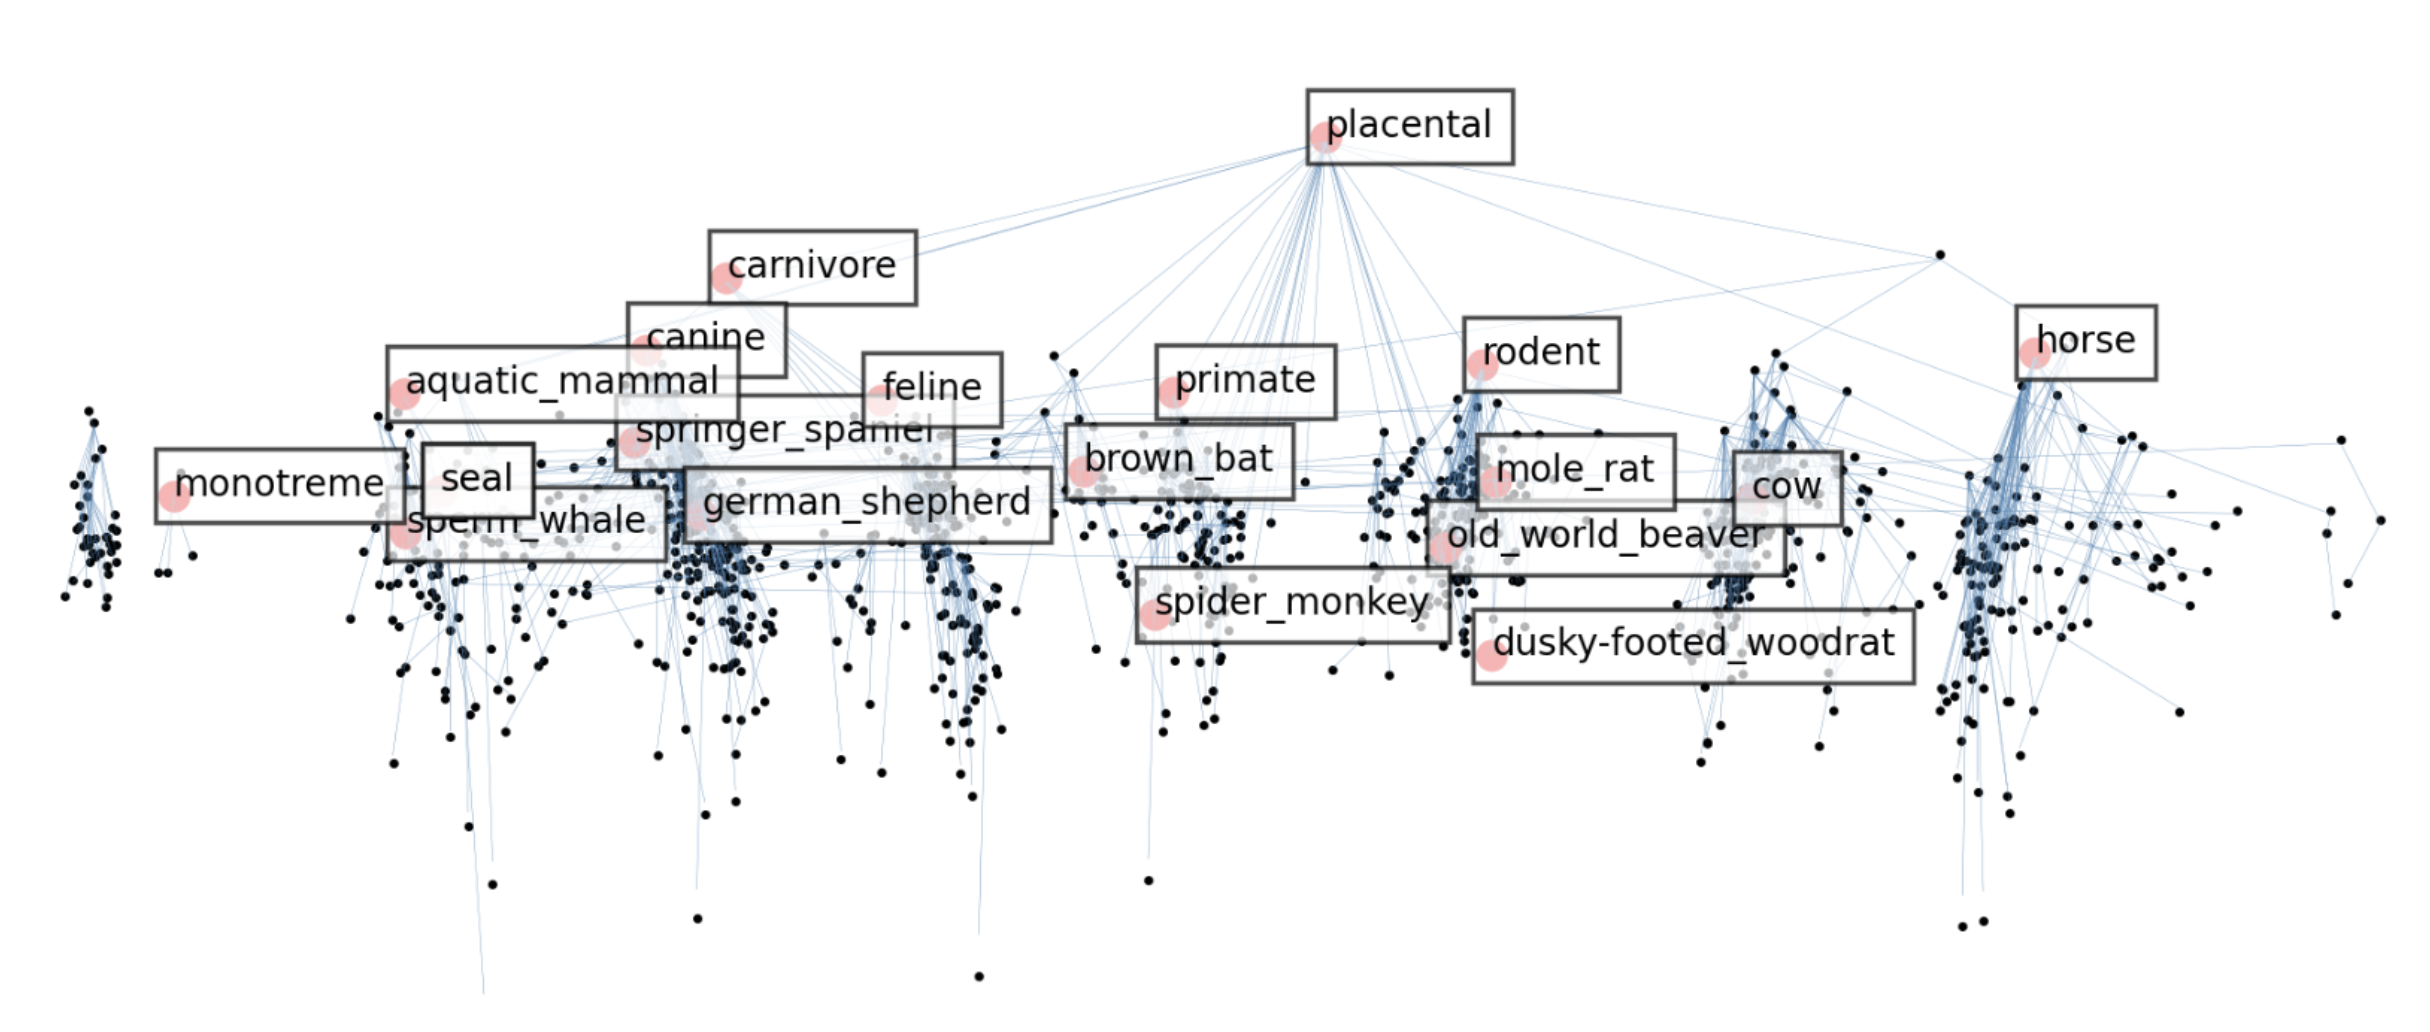 placental
carnivore
canine
horse
rodent
aquatic_mammal
feline
primate
springer_spaniel
brown_bat
mole_rat
seal
monotreme
cow
german_shepherd
sperm_whale
old_world_beaver
spider_monkey
dusky-footed_woodrat